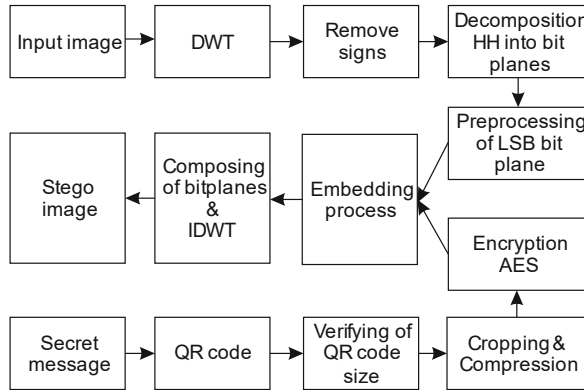 Input image
DWT
Remove
signs
Decomposition
HH into bit
planes
Preprocessing
of LSB bit
plane
Stego
image
Composing
of bitplanes
&
IDWT
Embedding
process
Encryption
AES
Secret
message
QR code
Verifying of
QR code
size
Cropping &
Compression